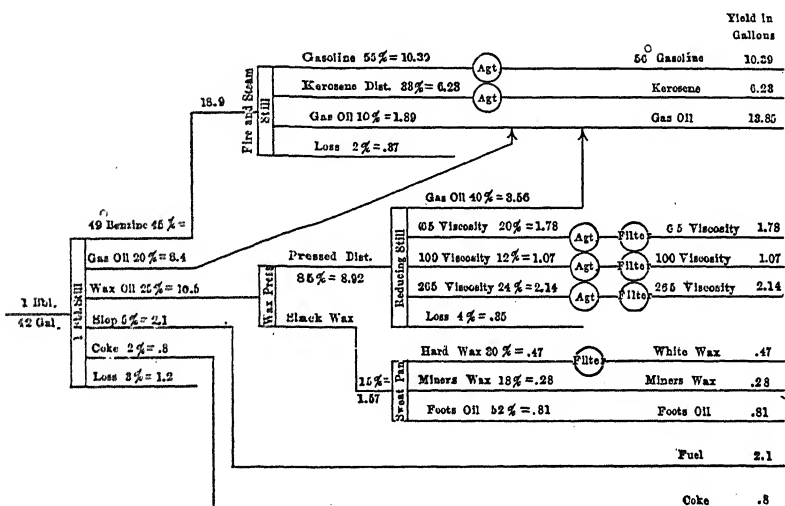 Yield in
Gallons
Gasoline 55%= 10.39
Agt
56° Gasoline 10.39
Kerosene Dist. 33%= 6.23
Agt
Kerosene 6.23
18.9
Fire and Steam
Still
Gas Oil 10%= 1.89
Gas Oil 13.85
Loss 2%= .37
Gas Oil 40%= 3.56
49° Benzine 45%=
65 Viscosity 20%= 1.78
Agt
Filter
65 Viscosity 1.78
Gas Oil 20%= 8.4
Pressed Dist.
85%= 8.92
Reducing Still
100 Viscosity 12%= 1.07
Agt
Filter
100 Viscosity 1.07
Wax Oil 25%= 10.5
Wax Press
265 Viscosity 24%= 2.14
Agt
Filter
265 Viscosity 2.14
1 Bbl.
42 Gal.
1 Bbl. Still
Slop 5%= 2.1
Black Wax
Loss 4%= .35
Coke 2%= .8
Hard Wax 30%= .47
Filter
White Wax .47
Loss 3%= 1.2
15%=
1.57
Sweat Pan
Miners Wax 18%= .28
Miners Wax .28
Foots Oil 52%= .81
Foots Oil .81
Fuel 2.1
Coke .8